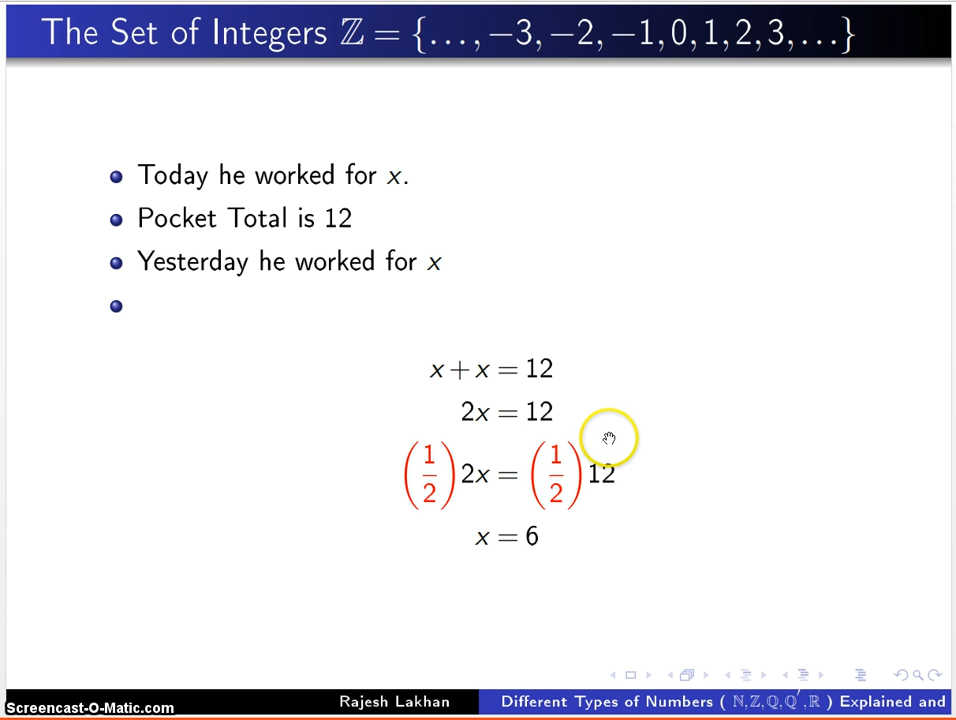 The Set of Integers ℤ = {…, −3, −2, −1, 0, 1, 2, 3, …}
Today he worked for x.
Pocket Total is 12
Yesterday he worked for x
x + x = 12
2x = 12
(1/2) 2x = (1/2) 12
x = 6
Rajesh Lakhan
Different Types of Numbers ( ℕ,ℤ,ℚ,ℚ′,ℝ ) Explained and
Screencast-O-Matic.com